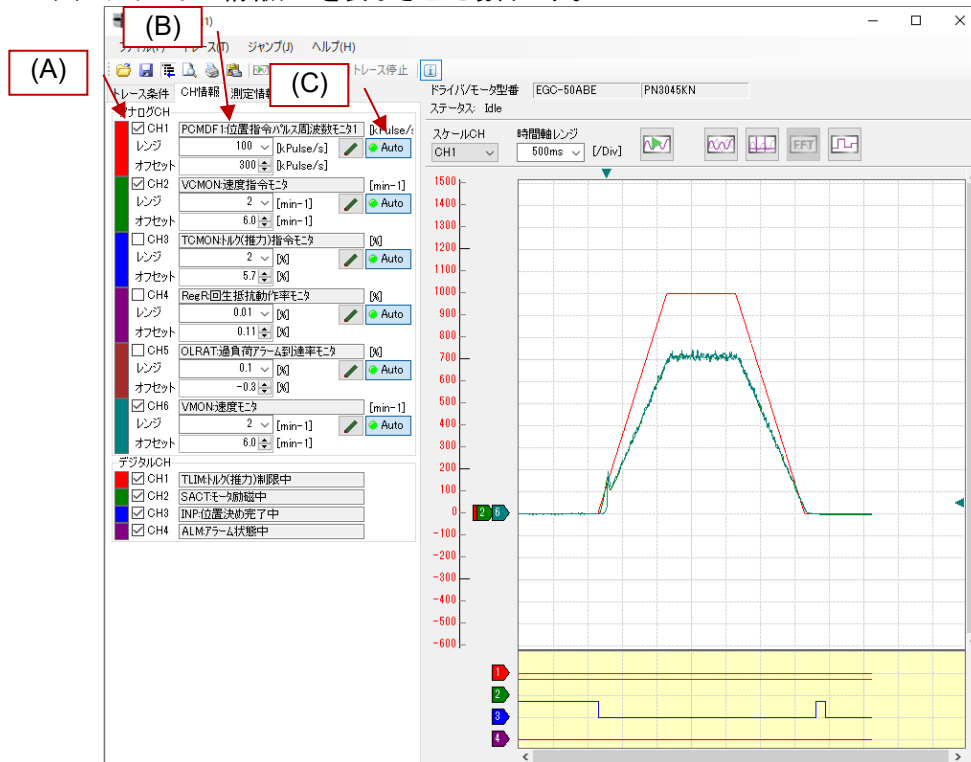 (A)
(B)
(C)
ジャンプ(J) ヘルプ(H)
トレース停止
トレース条件 CH情報 測定情
ドライバ/モータ型番 EGC-50ABE PN3045KN
ステータス: Idle
スケールCH 時間軸レンジ
CH1 500ms [/Div] FFT
アナログCH
CH1 PCMDF1:位置指令パルス周波数モニタ1 [kPulse/s
レンジ 100 [kPulse/s] Auto
オフセット 300 [kPulse/s]
CH2 VCMON:速度指令モニタ [min-1]
レンジ 2 [min-1] Auto
オフセット 6.0 [min-1]
CH3 TCMON:トルク(推力)指令モニタ [%]
レンジ 2 [%] Auto
オフセット 5.7 [%]
CH4 RegR:回生抵抗動作率モニタ [%]
レンジ 0.01 [%] Auto
オフセット 0.11 [%]
CH5 OLRAT:過負荷アラーム到達率モニタ [%]
レンジ 0.1 [%] Auto
オフセット -0.3 [%]
CH6 VMON:速度モニタ [min-1]
レンジ 2 [min-1] Auto
オフセット 6.0 [min-1]
デジタルCH
CH1 TLIM:トルク(推力)制限中
CH2 SACT:モータ励磁中
CH3 INP:位置決め完了中
CH4 ALM:アラーム状態中
1500
1400
1300
1200
1100
1000
900
800
700
600
500
400
300
200
100
0 2 6
-100
-200
-300
-400
-500
-600
1
2
3
4